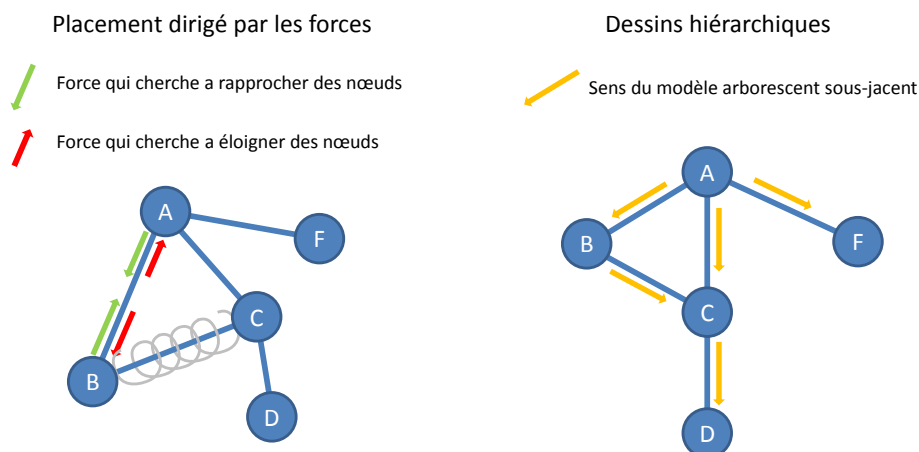 Placement dirigé par les forces
Force qui cherche a rapprocher des nœuds
Force qui cherche a éloigner des nœuds
A
F
C
B
D
Dessins hiérarchiques
Sens du modèle arborescent sous-jacent
A
B
F
C
D